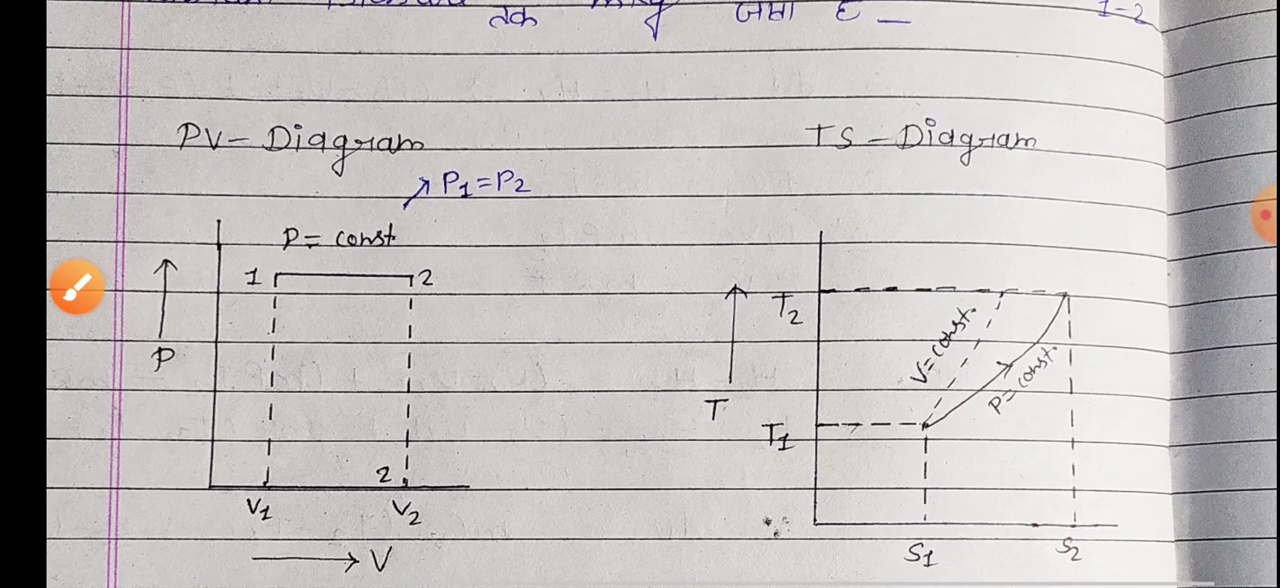 तक जाता है _ 1-2
PV- Diagram
TS - Diagram
P1=P2
P= const.
1 2
P
2
V1 V2
V
T2
V=const.
P=const.
T
T1
S1 S2